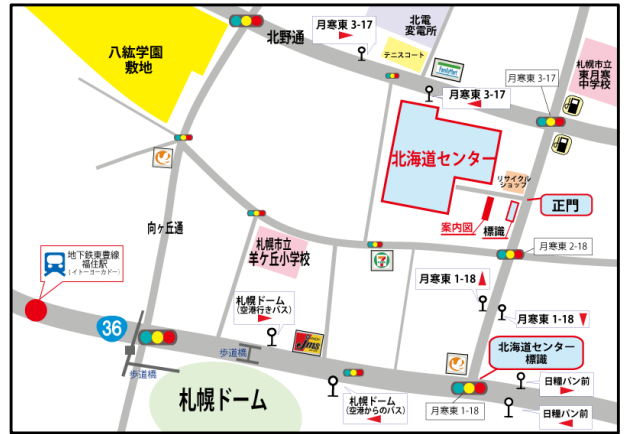 八紘学園
敷地
北野通
月寒東 3-17
北電
変電所
テニスコート
FamilyMart
月寒東 3-17
札幌市立
東月寒
中学校
月寒東 3-17
北海道センター
リサイクル
ショップ
正門
案内図
標識
向ヶ丘通
札幌市立
羊ケ丘小学校
月寒東 2-18
地下鉄東豊線
福住駅
(イトーヨーカドー)
36
札幌ドーム
(空港行きバス)
月寒東 1-18
月寒東 1-18
jms
歩道橋
歩道橋
北海道センター
標識
札幌ドーム
札幌ドーム
(空港からのバス)
月寒東 1-18
日糧パン前
日糧パン前